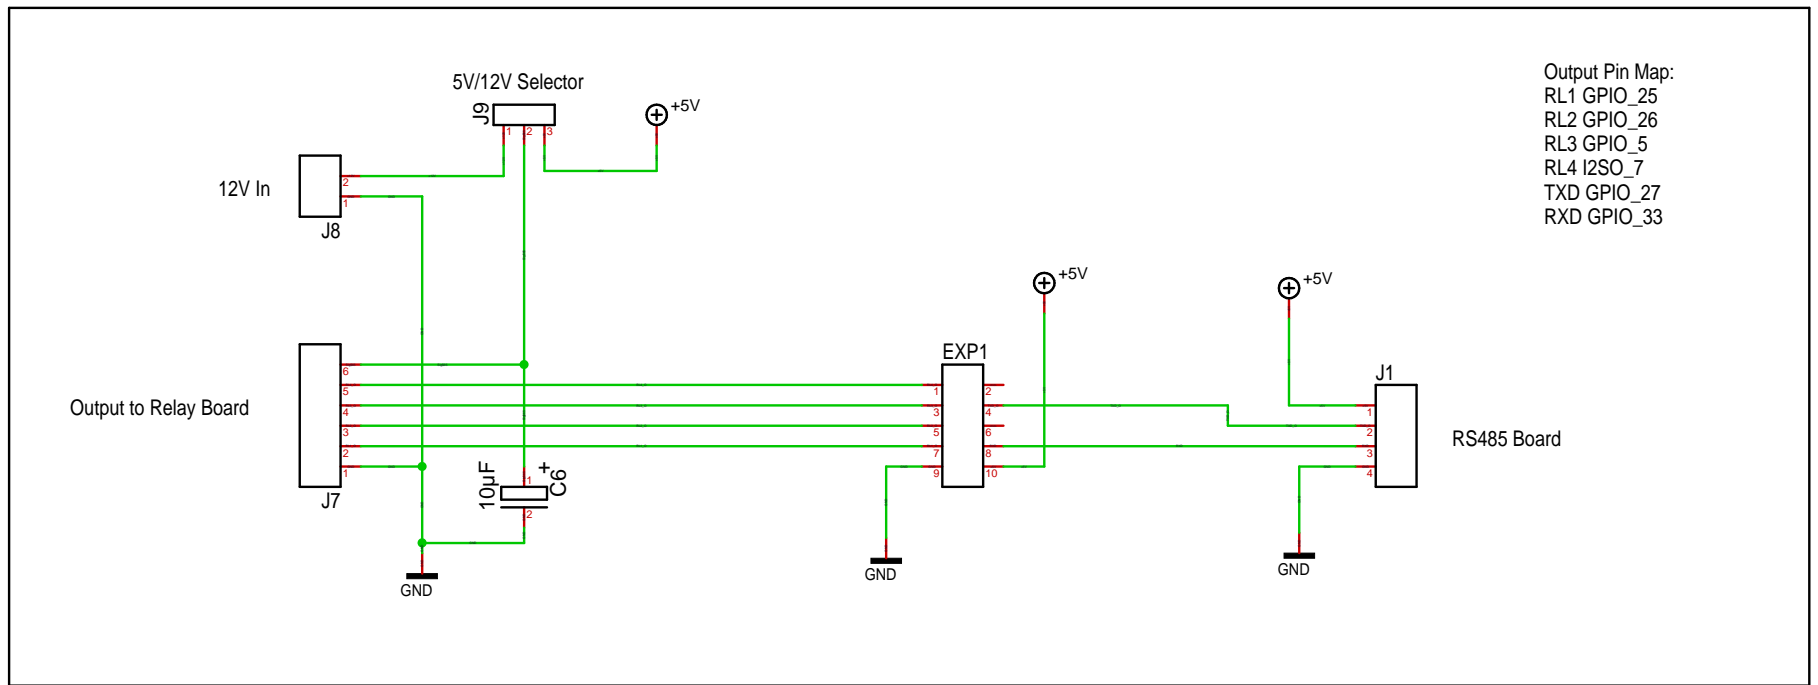 5V/12V Selector
J9
1
2
3
+5V
Output Pin Map:
RL1 GPIO_25
RL2 GPIO_26
RL3 GPIO_5
RL4 I2SO_7
TXD GPIO_27
RXD GPIO_33
12V In
2
1
J8
+5V
+5V
EXP1
J1
Output to Relay Board
6
5
4
3
2
1
J7
1
3
5
7
9
2
4
6
8
10
1
2
3
4
RS485 Board
10µF
+
C6
1
2
GND
GND
GND